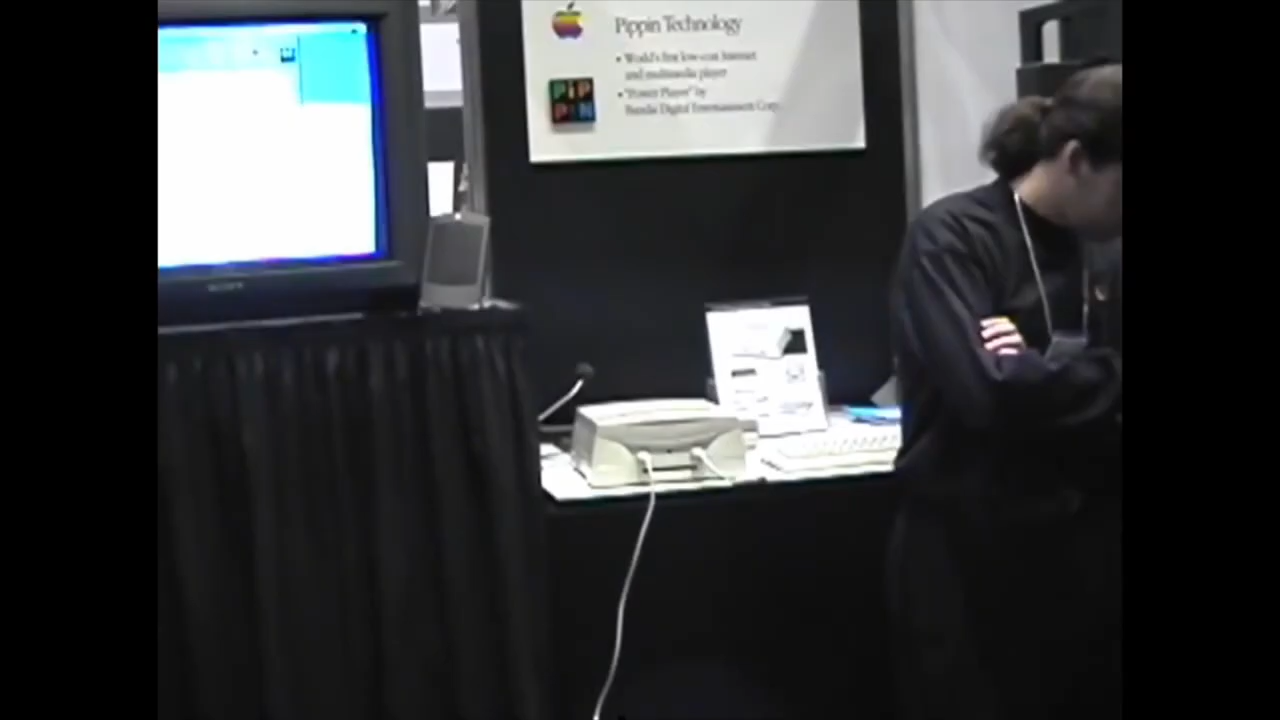 Pippin Technology
• World's first low-cost Internet
and multimedia player
PIP
PIN
• "Power Player" by
Bandai Digital Entertainment Corp.
SONY